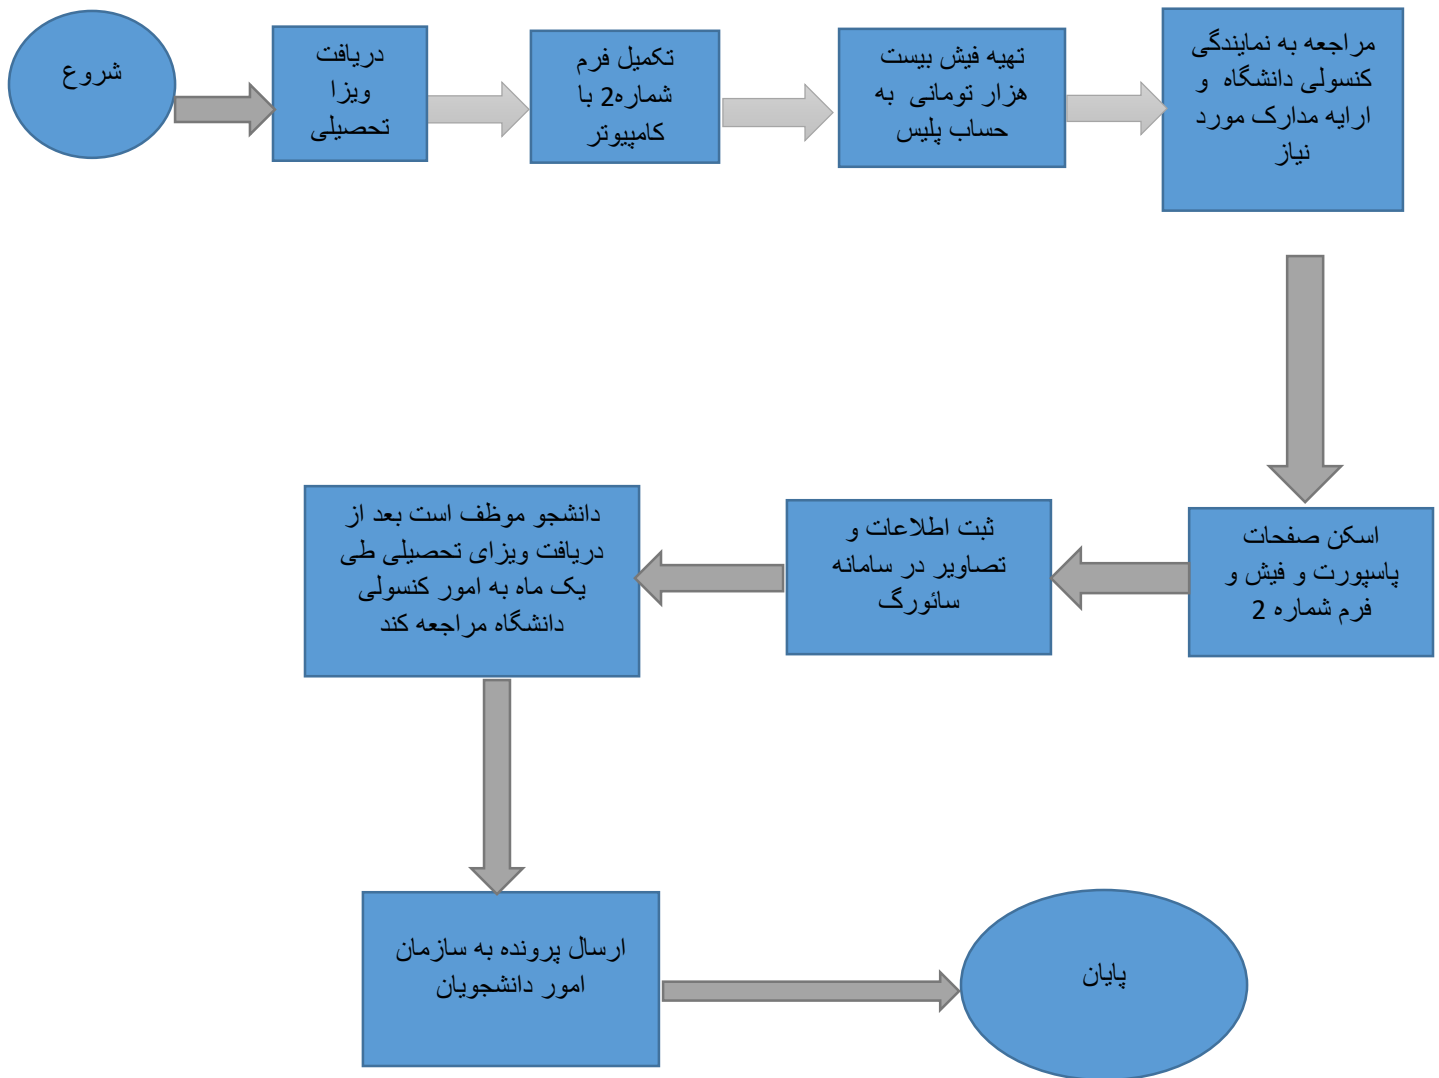 شروع
دریافت
ویزا
تحصیلی
تکمیل فرم
شماره2 با
کامپیوتر
تهیه فیش بیست
هزار تومانی به
حساب پلیس
مراجعه به نمایندگی
کنسولی دانشگاه و
ارایه مدارک مورد
نیاز
اسکن صفحات
پاسپورت و فیش و
فرم شماره 2
ثبت اطلاعات و
تصاویر در سامانه
سائورگ
دانشجو موظف است بعد از
دریافت ویزای تحصیلی طی
یک ماه به امور کنسولی
دانشگاه مراجعه کند
ارسال پرونده به سازمان
امور دانشجویان
پایان